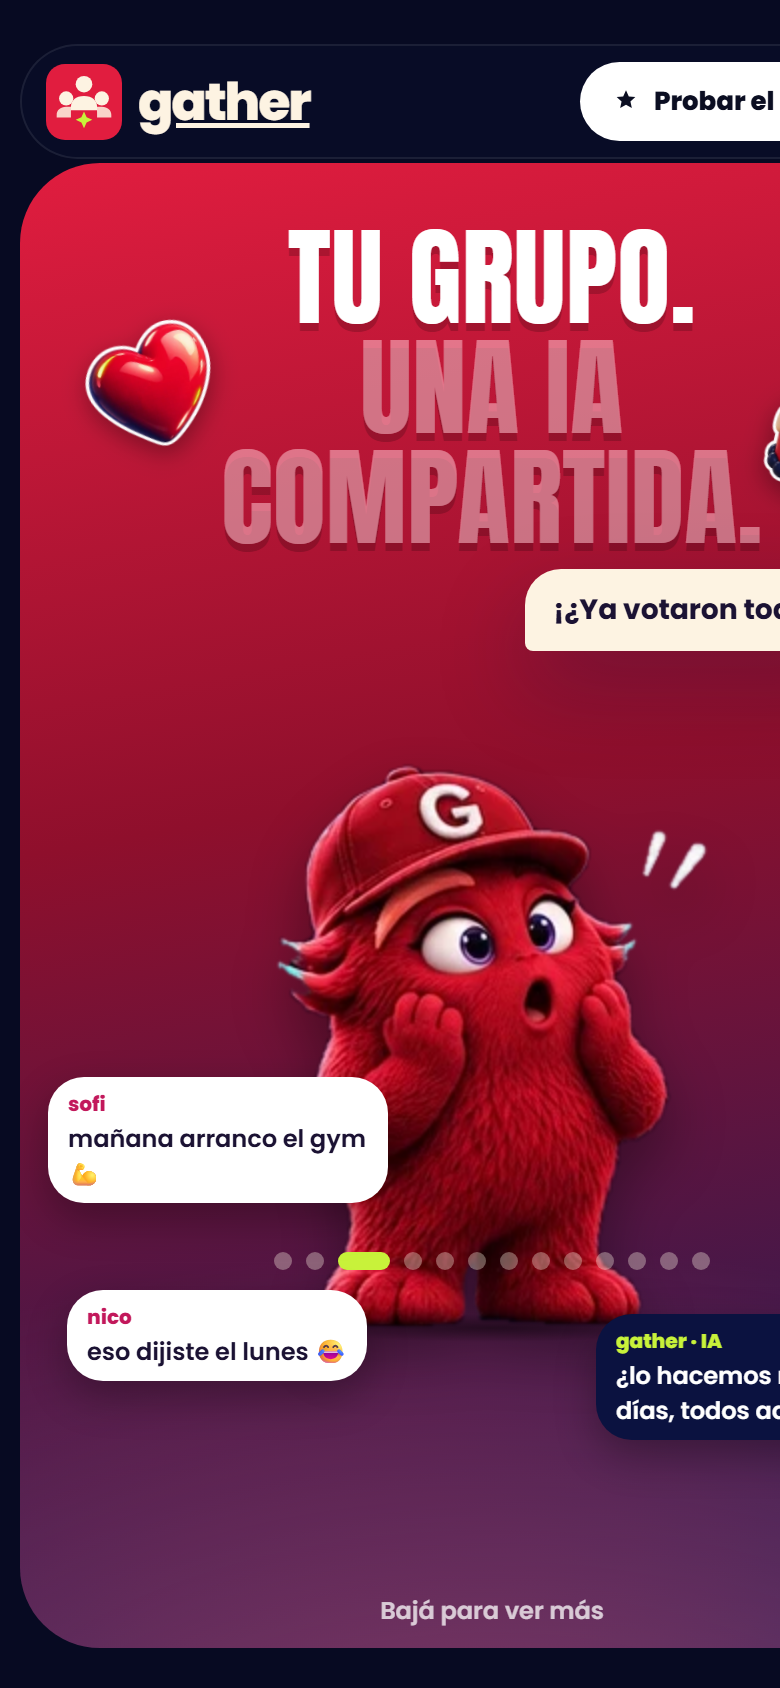 gather
Probar el
TU GRUPO.
UNA IA
COMPARTIDA.
¡¿Ya votaron
G
sofi
mañana arranco el gym
💪
nico
eso dijiste el lunes 😂
gather · IA
¿lo hacemos
días, todos
Bajá para ver más